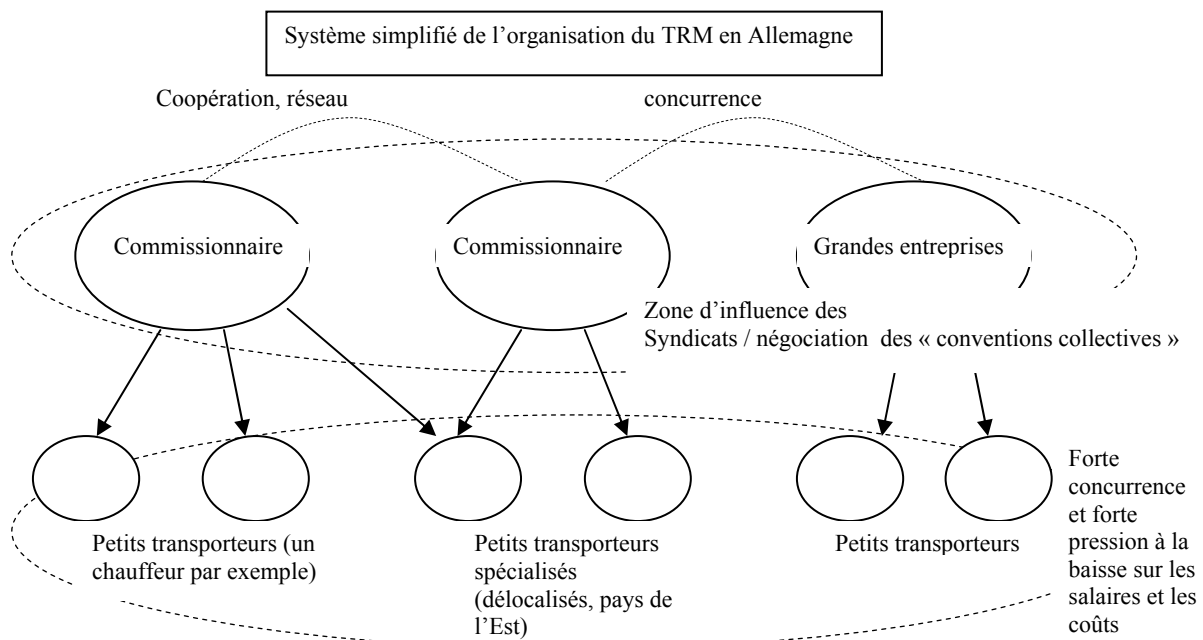 Système simplifié de l’organisation du TRM en Allemagne
Coopération, réseau
concurrence
Commissionnaire
Commissionnaire
Grandes entreprises
Zone d’influence des
Syndicats / négociation des « conventions collectives »
Petits transporteurs (un
chauffeur par exemple)
Petits transporteurs
spécialisés
(délocalisés, pays de
l’Est)
Petits transporteurs
Forte
concurrence
et forte
pression à la
baisse sur les
salaires et les
coûts